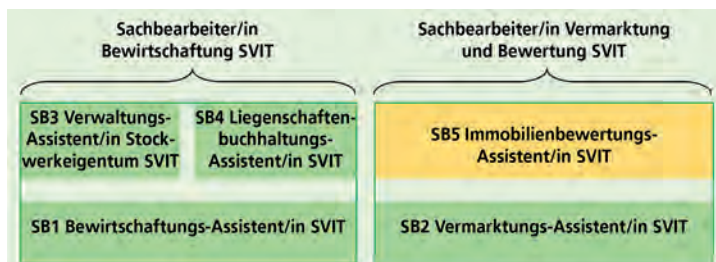 Sachbearbeiter/in
Bewirtschaftung SVIT
Sachbearbeiter/in Vermarktung
und Bewertung SVIT
SB3 Verwaltungs-
Assistent/in Stock-
werkeigentum SVIT
SB4 Liegenschaften-
buchhaltungs-
Assistent/in SVIT
SB5 Immobilienbewertungs-
Assistent/in SVIT
SB1 Bewirtschaftungs-Assistent/in SVIT
SB2 Vermarktungs-Assistent/in SVIT